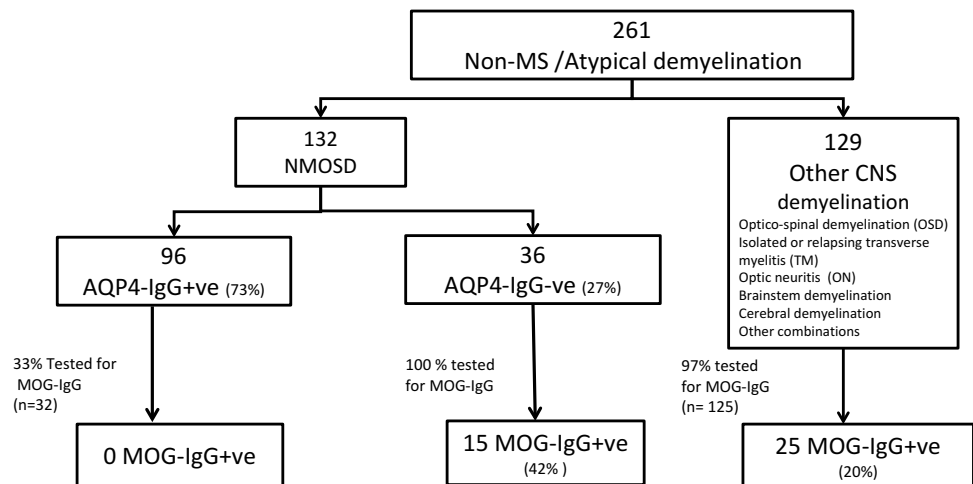 261
Non-MS /Atypical demyelination
132
NMOSD
129
Other CNS
demyelination
Optico-spinal demyelination (OSD)
Isolated or relapsing transverse
myelitis (TM)
Optic neuritis (ON)
Brainstem demyelination
Cerebral demyelination
Other combinations
96
AQP4-IgG+ve (73%)
36
AQP4-IgG-ve (27%)
33% Tested for
MOG-IgG
(n=32)
100 % tested
for MOG-IgG
97% tested
for MOG-IgG
(n= 125)
0 MOG-IgG+ve
15 MOG-IgG+ve
(42% )
25 MOG-IgG+ve
(20%)